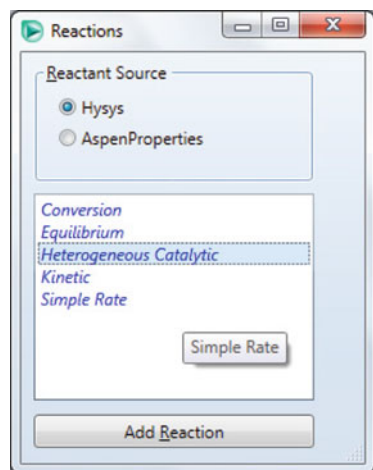 Reactions
Reactant Source
Hysys
AspenProperties
Conversion
Equilibrium
Heterogeneous Catalytic
Kinetic
Simple Rate
Simple Rate
Add Reaction